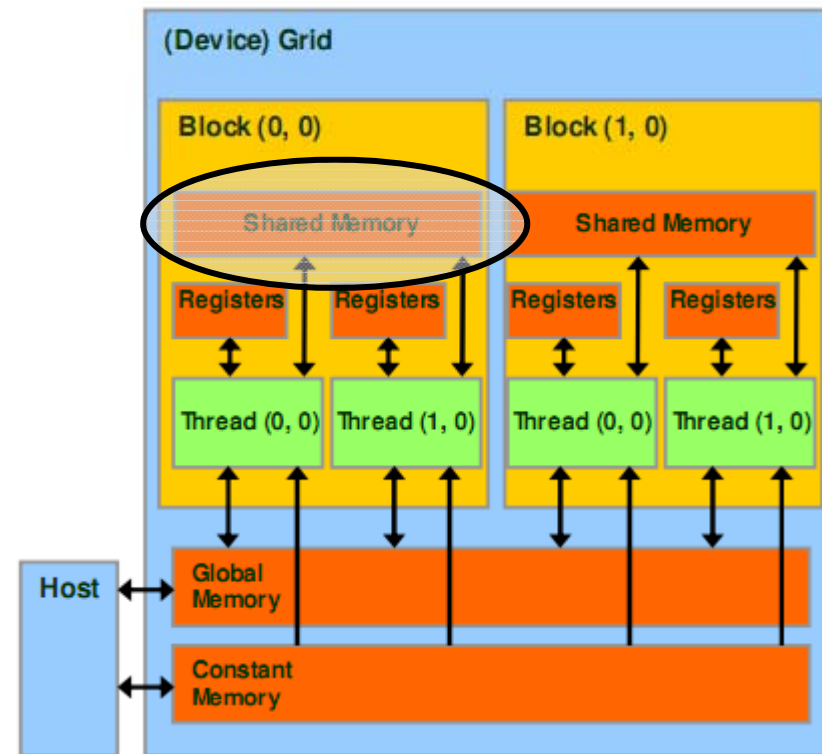 (Device) Grid
Block (0, 0)
Block (1, 0)
Shared Memory
Shared Memory
Registers
Registers
Registers
Registers
Thread (0, 0)
Thread (1, 0)
Thread (0, 0)
Thread (1, 0)
Host
Global
Memory
Constant
Memory